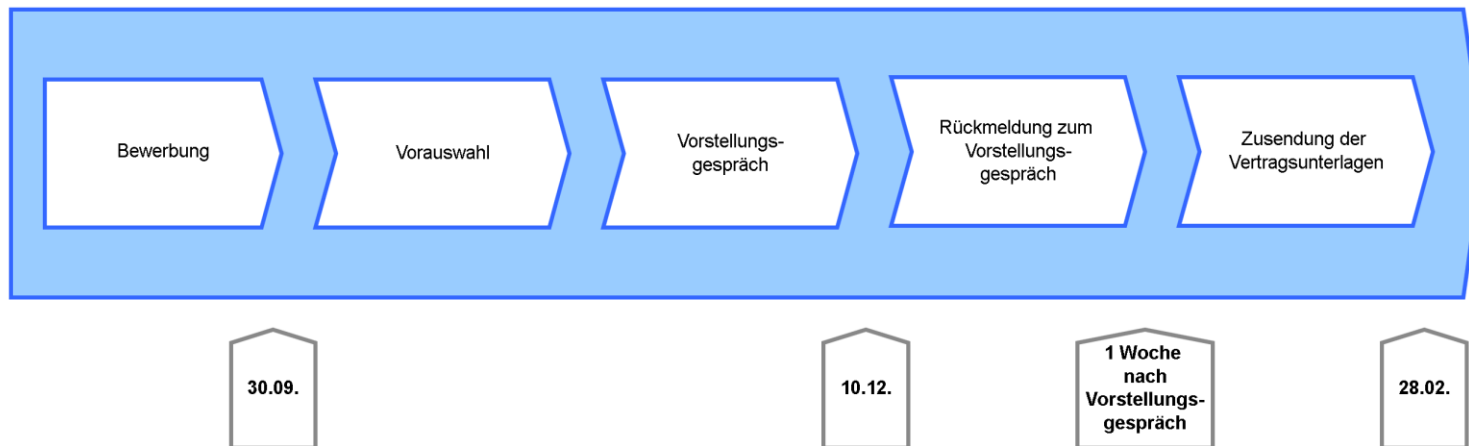 Bewerbung
Vorauswahl
Vorstellungs-
gespräch
Rückmeldung zum
Vorstellungs-
gespräch
Zusendung der
Vertragsunterlagen
30.09.
10.12.
1 Woche
nach
Vorstellungs-
gespräch
28.02.